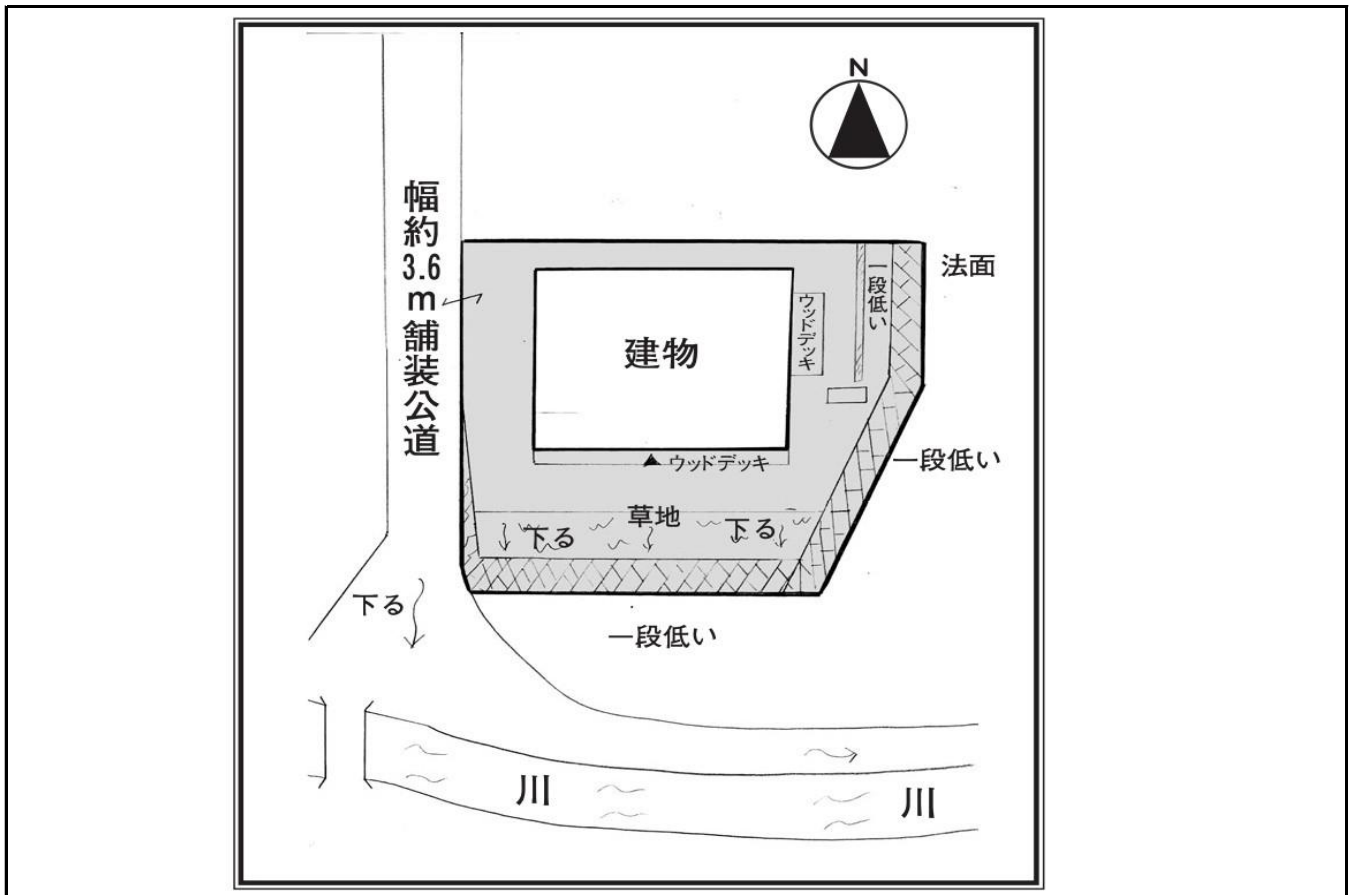 N
幅約3.6m舗装公道
法面
一段低い
ウッドデッキ
建物
一段低い
ウッドデッキ
草地
下る
下る
下る
一段低い
川
川